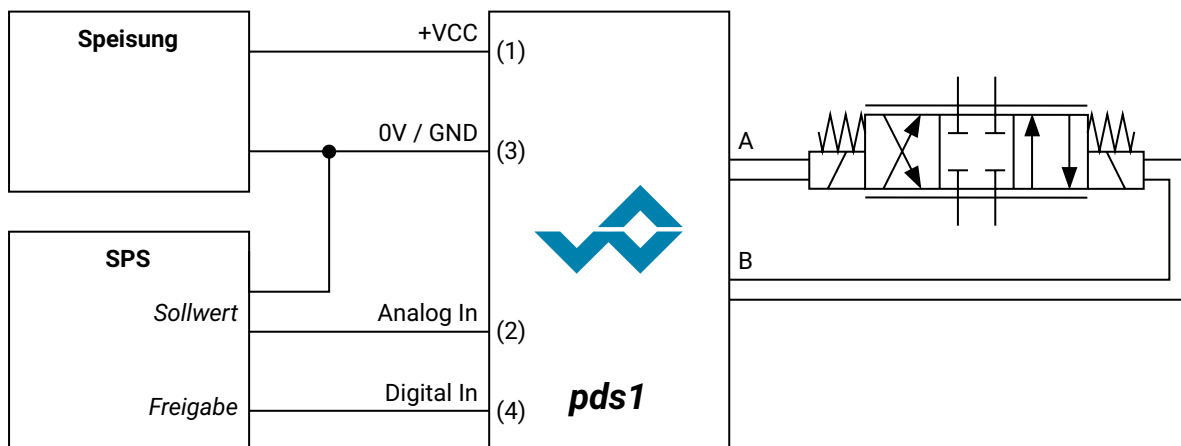 Speisung
+VCC
(1)
0V / GND
(3)
SPS
Sollwert
Analog In
(2)
Freigabe
Digital In
(4)
pds1
A
B